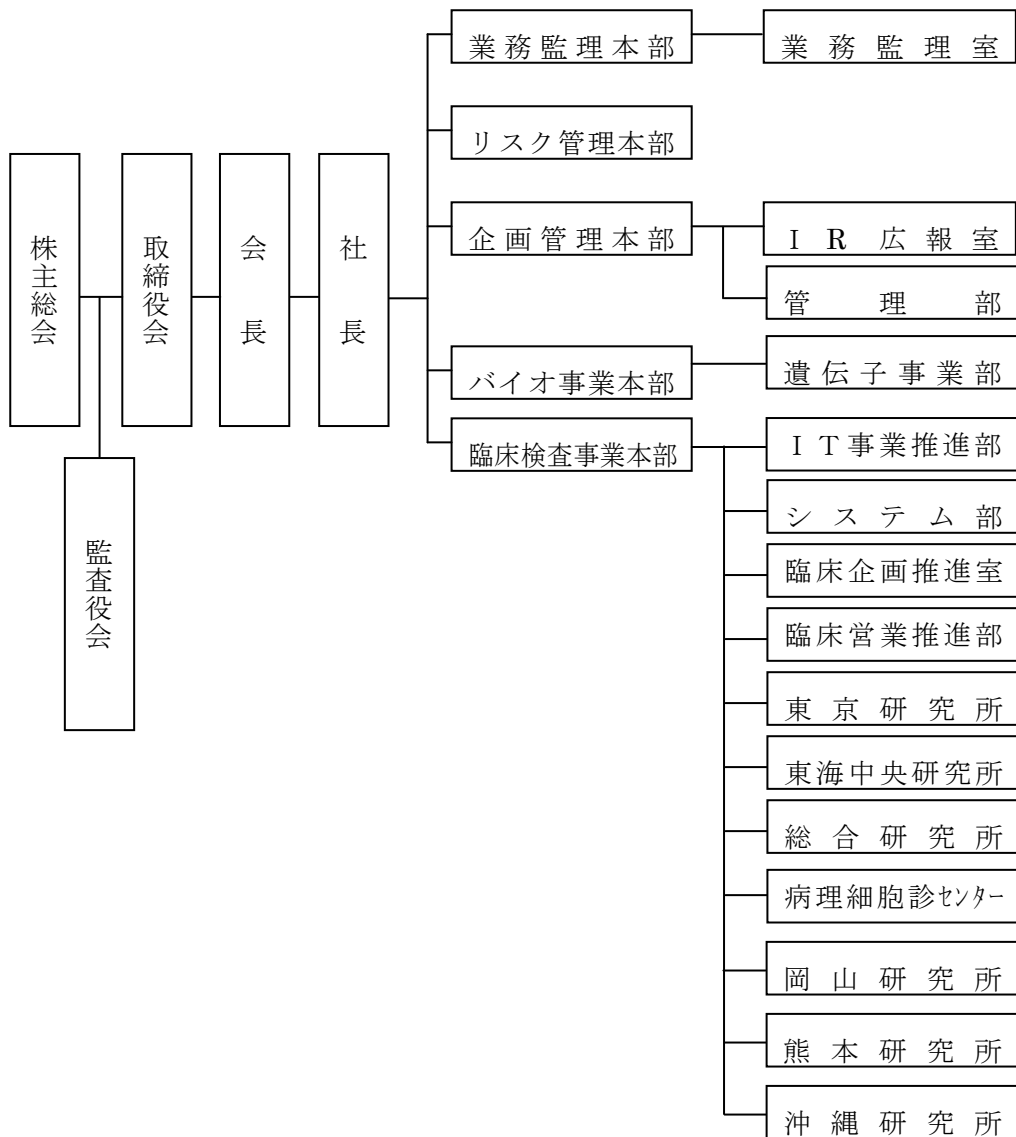 株主総会
監査役会
取締役会
会長
社長
業務監理本部
業務監理室
リスク管理本部
企画管理本部
IR広報室
管理部
バイオ事業本部
遺伝子事業部
臨床検査事業本部
IT事業推進部
システム部
臨床企画推進室
臨床営業推進部
東京研究所
東海中央研究所
総合研究所
病理細胞診センター
岡山研究所
熊本研究所
沖縄研究所